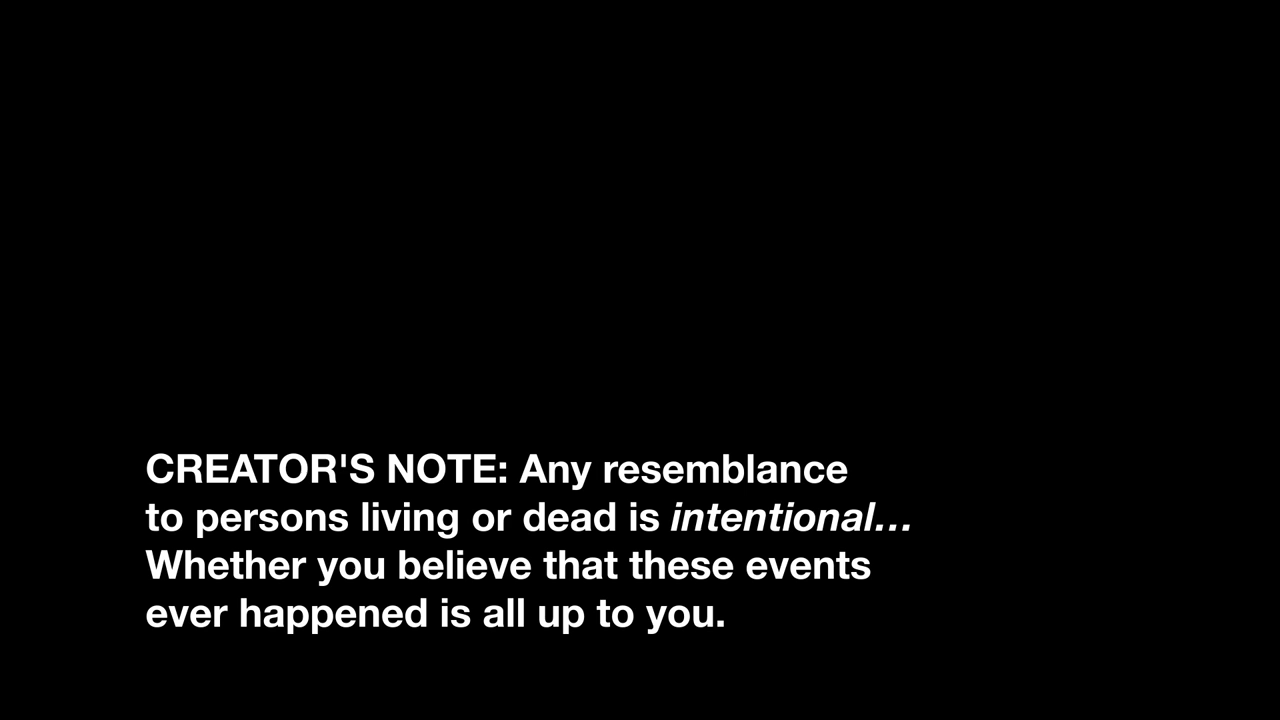 CREATOR'S NOTE: Any resemblance
to persons living or dead is intentional...
Whether you believe that these events
ever happened is all up to you.